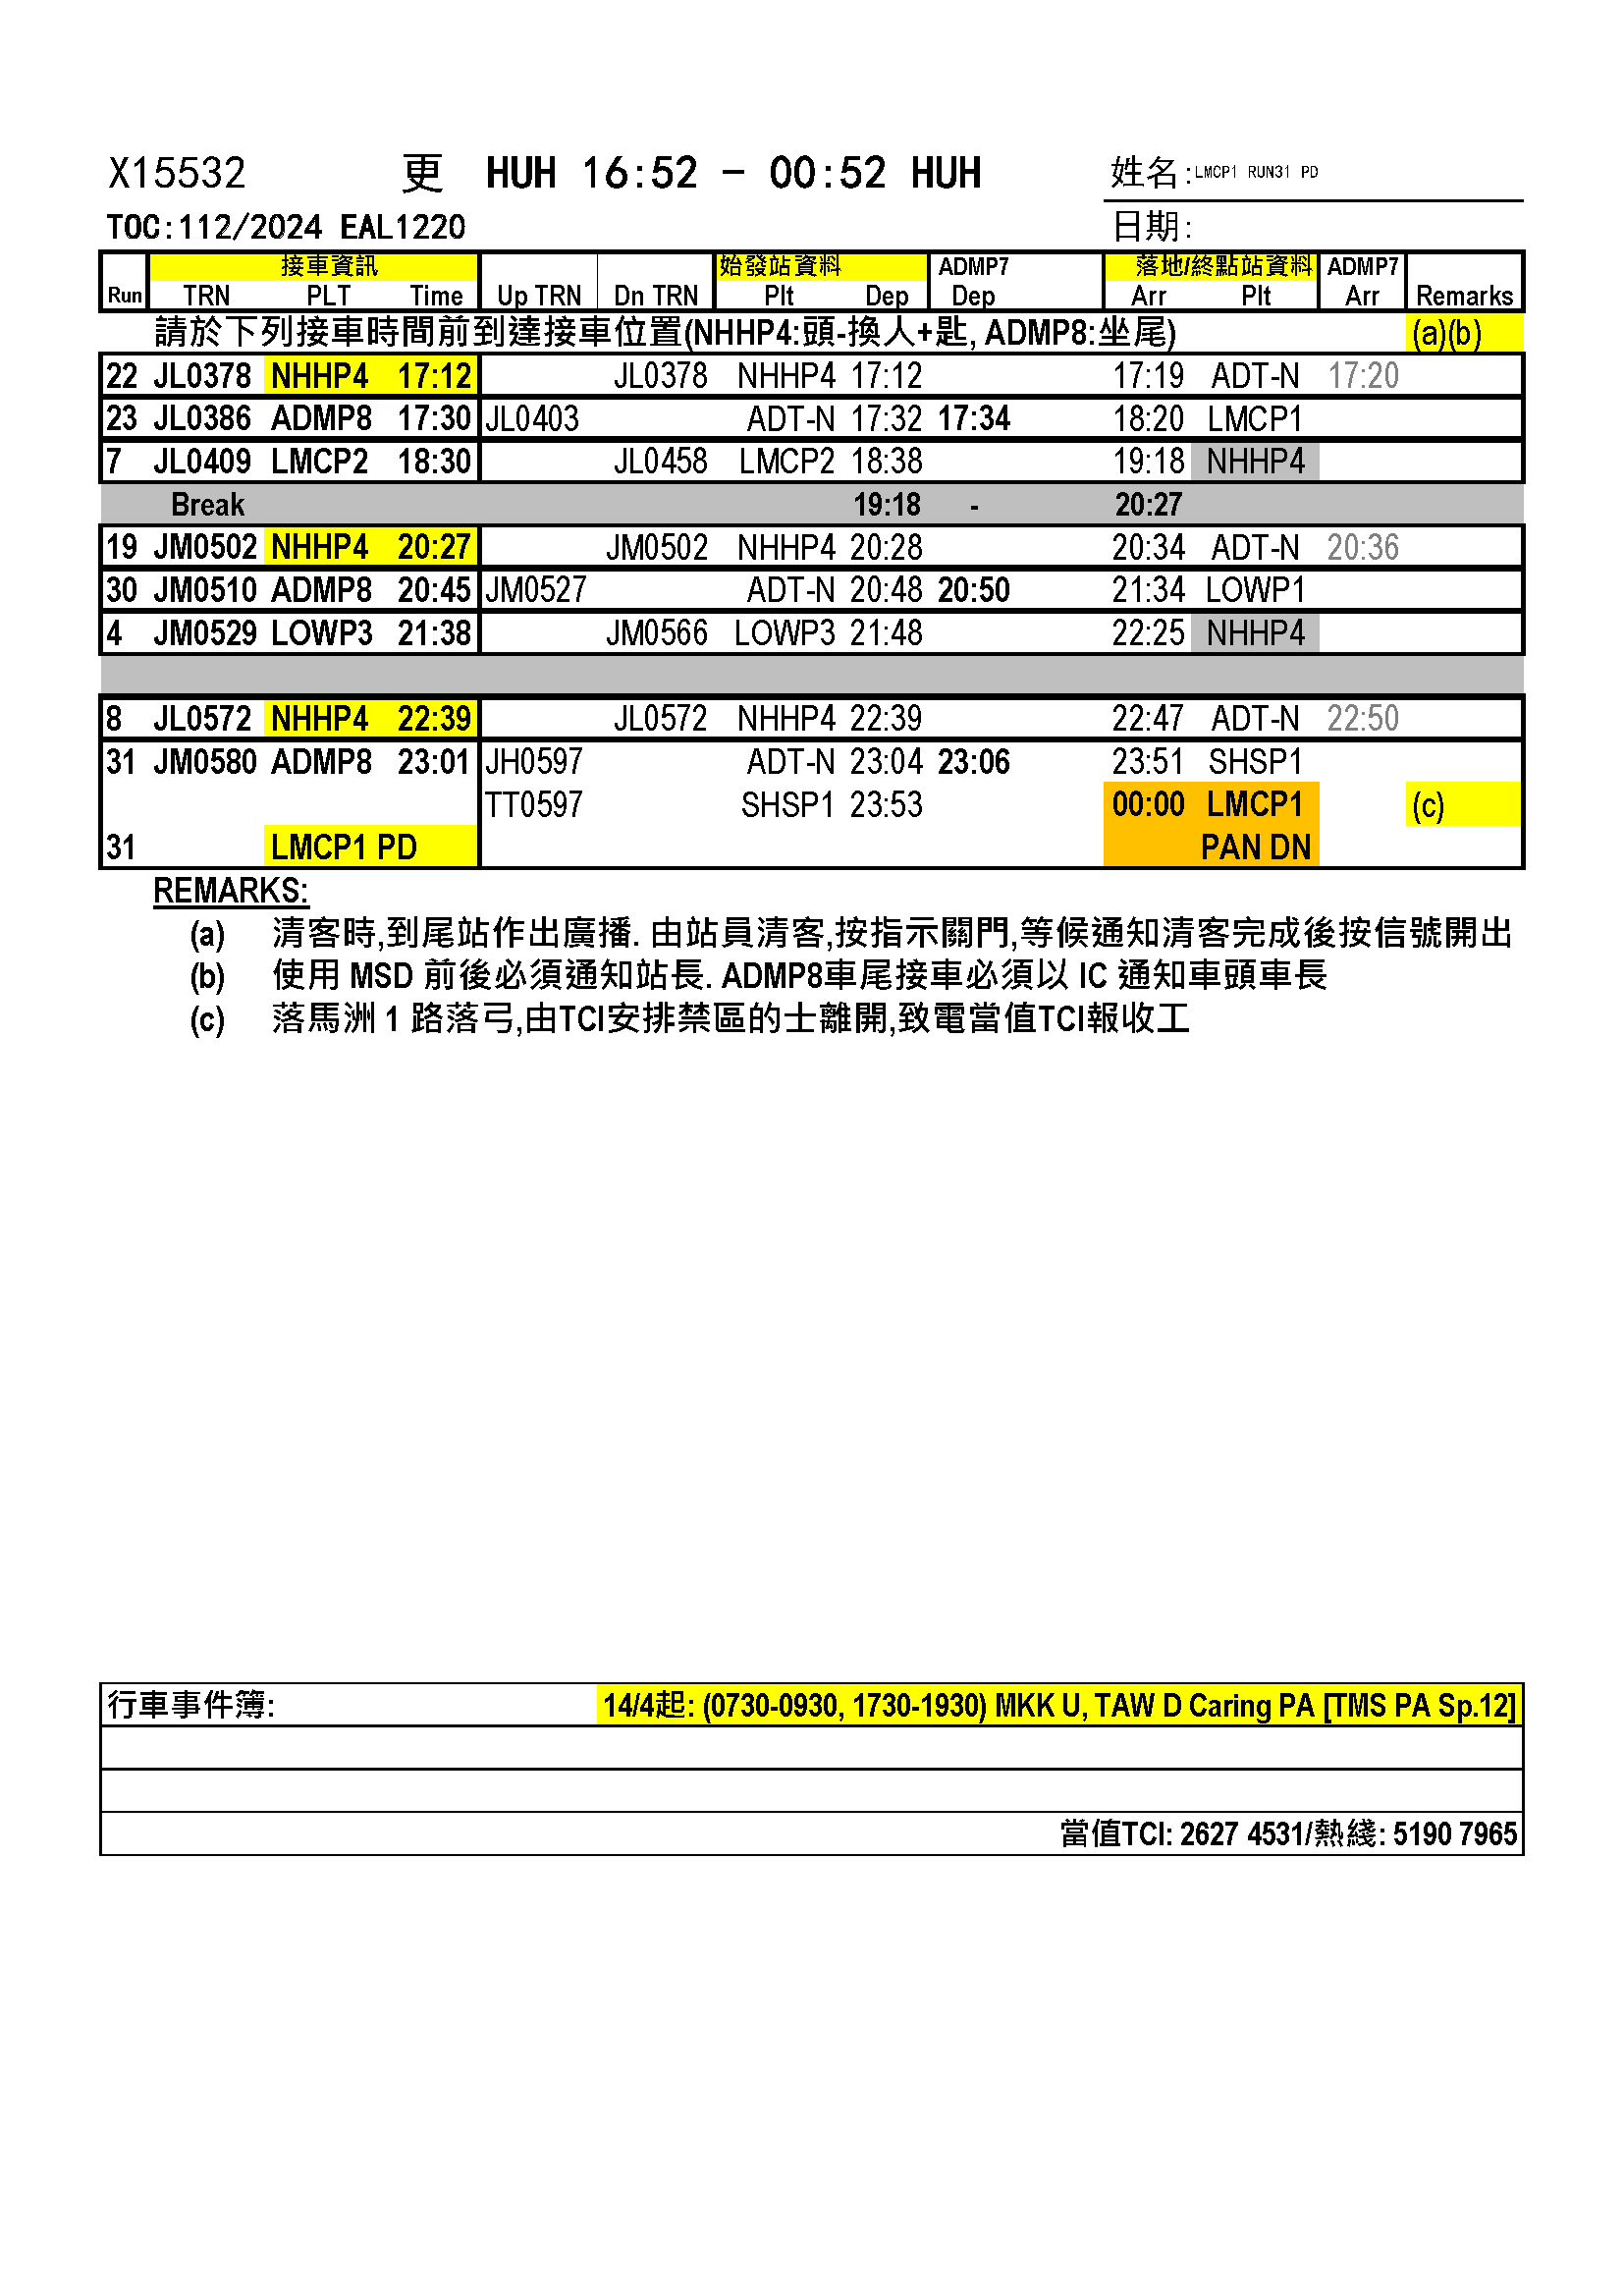 X15532 更 HUH 16:52 - 00:52 HUH 姓名:LMCP1 RUN31 PD
TOC:112/2024 EAL1220 日期:
接車資訊 始發站資料 ADMP7 落地/終點站資料 ADMP7
Run TRN PLT Time Up TRN Dn TRN Plt Dep Dep Arr Plt Arr Remarks
請於下列接車時間前到達接車位置(NHHP4:頭-換人+匙, ADMP8:坐尾) (a)(b)
22 JL0378 NHHP4 17:12 JL0378 NHHP4 17:12 17:19 ADT-N 17:20
23 JL0386 ADMP8 17:30 JL0403 ADT-N 17:32 17:34 18:20 LMCP1
7 JL0409 LMCP2 18:30 JL0458 LMCP2 18:38 19:18 NHHP4
Break 19:18 - 20:27
19 JM0502 NHHP4 20:27 JM0502 NHHP4 20:28 20:34 ADT-N 20:36
30 JM0510 ADMP8 20:45 JM0527 ADT-N 20:48 20:50 21:34 LOWP1
4 JM0529 LOWP3 21:38 JM0566 LOWP3 21:48 22:25 NHHP4
8 JL0572 NHHP4 22:39 JL0572 NHHP4 22:39 22:47 ADT-N 22:50
31 JM0580 ADMP8 23:01 JH0597 ADT-N 23:04 23:06 23:51 SHSP1
TT0597 SHSP1 23:53 00:00 LMCP1 (c)
31 LMCP1 PD PAN DN
REMARKS:
(a) 清客時,到尾站作出廣播. 由站員清客,按指示關門,等候通知清客完成後按信號開出
(b) 使用 MSD 前後必須通知站長. ADMP8車尾接車必須以 IC 通知車頭車長
(c) 落馬洲 1 路落弓,由TCI安排禁區的士離開,致電當值TCI報收工
行車事件簿: 14/4起: (0730-0930, 1730-1930) MKK U, TAW D Caring PA [TMS PA Sp.12]
當值TCI: 2627 4531/熱綫: 5190 7965